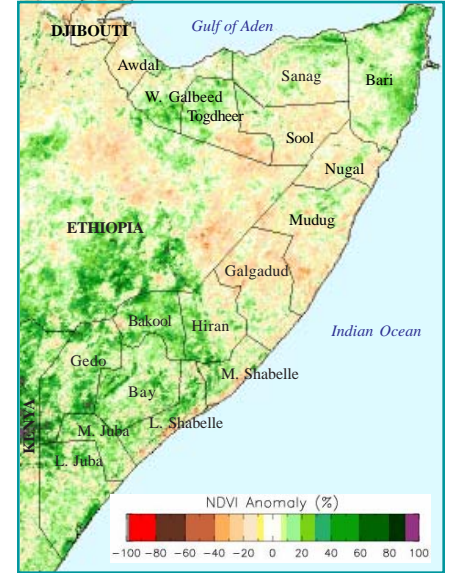 DJIBOUTI
Gulf of Aden
Awdal
Sanag
Bari
W. Galbeed
Togdheer
Sool
Nugal
Mudug
ETHIOPIA
Galgadud
Bakool
Hiran
Indian Ocean
Gedo
M. Shabelle
Bay
KENYA
L. Shabelle
M. Juba
L. Juba
NDVI Anomaly (%)
-100 -80 -60 -40 -20 0 20 40 60 80 100